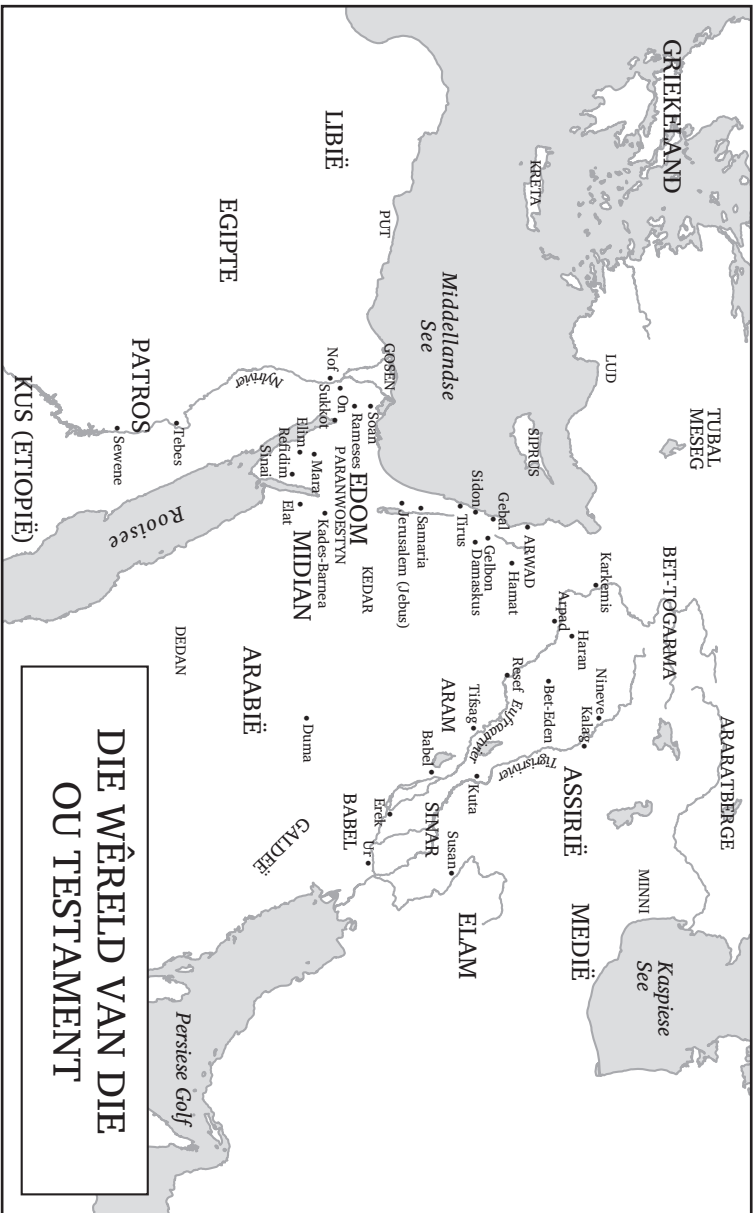 GRIEKELAND
TUBAL
MESEG
ARARATBERGE
BET-TOGARMA
LUD
MINNI
Kaspiese
See
KRETA
SIPRUS
Karkemis
Haran
Arpad
Nineve
Kalag
ASSIRIË
MEDIË
ARWAD
Hamat
Bet-Eden
Tigrisrivier
Gebal
Gelbon
Sidon
Damaskus
Tirus
Resef
Eufraatrivier
Tifsag
Kuta
ARAM
Middellandse
See
Samaria
Jerusalem (Jebus)
Babel
SINAR
Susan
ELAM
Erek
BABEL
Ur
GALDEË
LIBIË
PUT
EGIPTE
GOSEN
Soan
Rameses
On
Nof
Sukkot
EDOM
PARANWOESTYN
KEDAR
Kades-Barnea
Mara
Elim
Refidim
Sinai
Elat
MIDIAN
Duma
ARABIË
Nylrivier
PATROS
Tebes
Sewene
KUS (ETIOPIË)
Rooisee
DEDAN
Persiese Golf
DIE WÊRELD VAN DIE
OU TESTAMENT